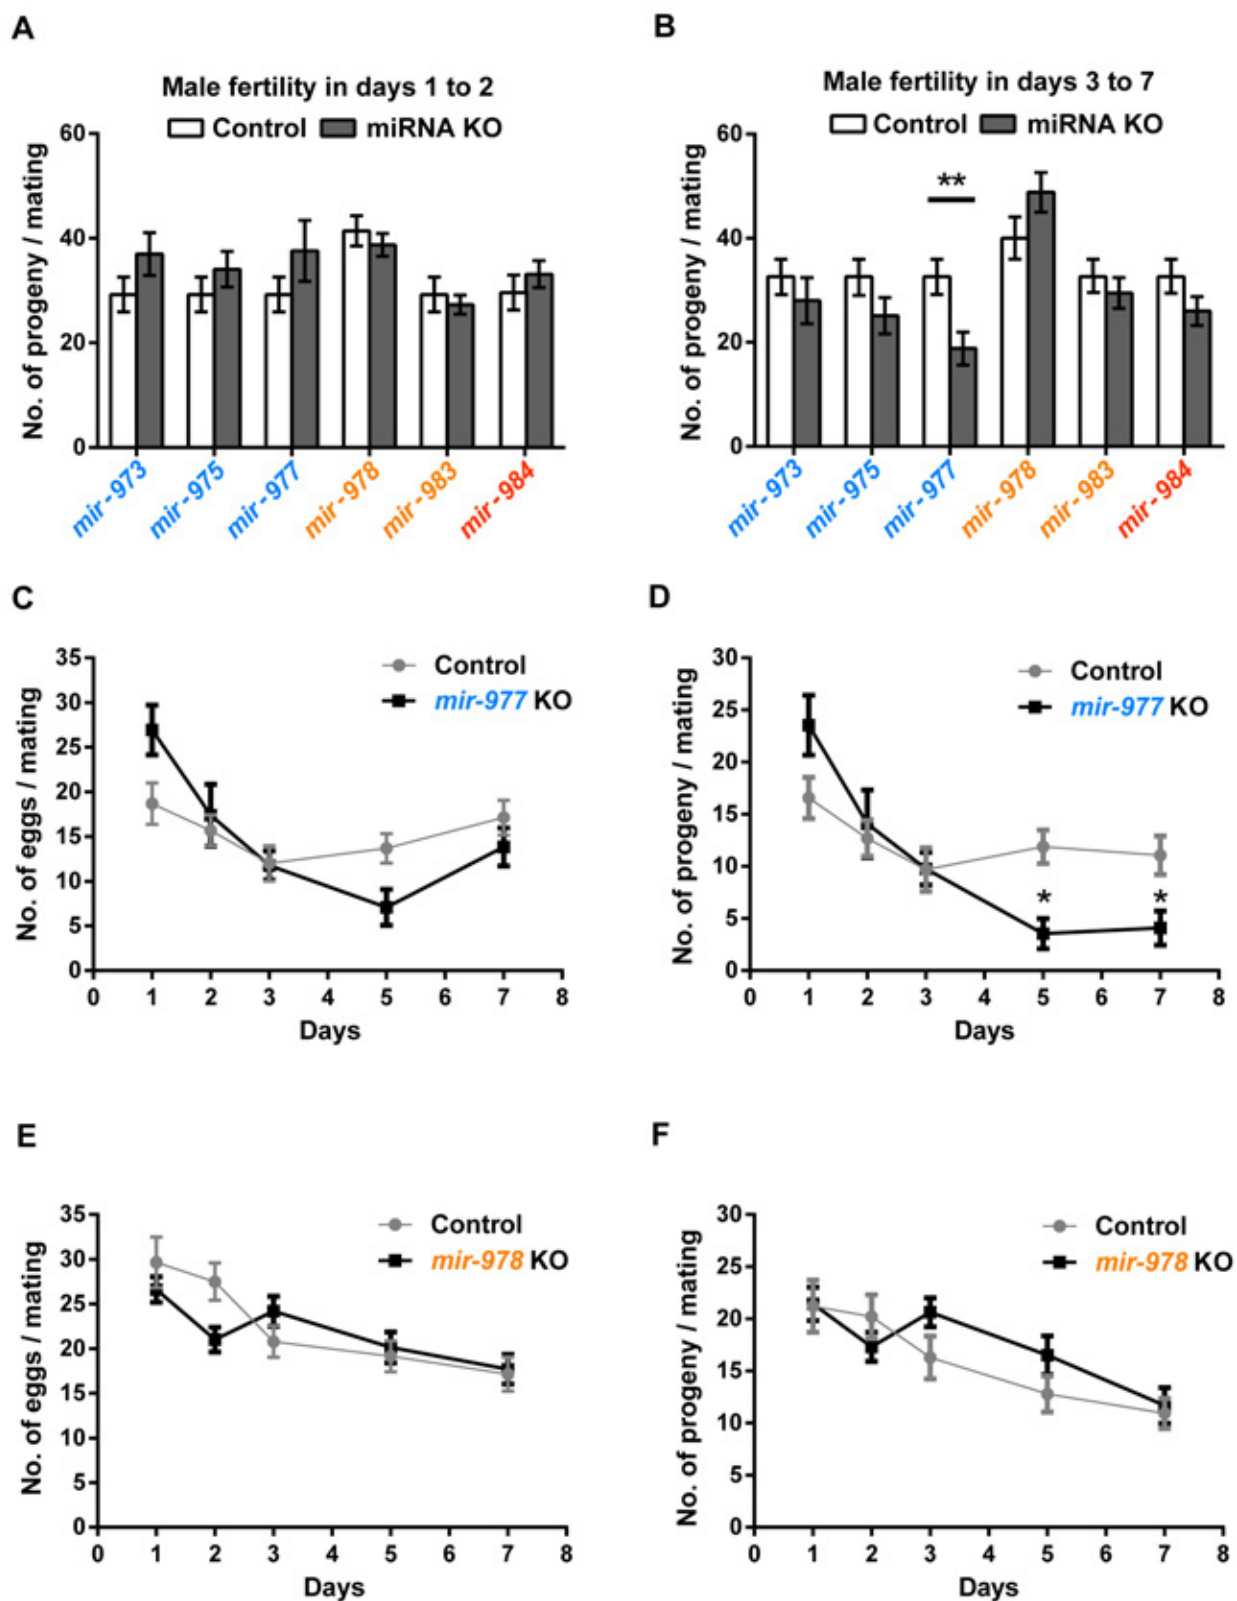 A
Male fertility in days 1 to 2
Control miRNA KO
No. of progeny / mating
60
40
20
0
mir-973 mir-975 mir-977 mir-978 mir-983 mir-984
B
Male fertility in days 3 to 7
Control miRNA KO
No. of progeny / mating
60
40
20
0
**
mir-973 mir-975 mir-977 mir-978 mir-983 mir-984
C
No. of eggs / mating
35
30
25
20
15
10
5
0
Control
mir-977 KO
0 1 2 3 4 5 6 7 8
Days
D
No. of progeny / mating
30
25
20
15
10
5
0
Control
mir-977 KO
* *
0 1 2 3 4 5 6 7 8
Days
E
No. of eggs / mating
35
30
25
20
15
10
5
0
Control
mir-978 KO
0 1 2 3 4 5 6 7 8
Days
F
No. of progeny / mating
30
25
20
15
10
5
0
Control
mir-978 KO
0 1 2 3 4 5 6 7 8
Days